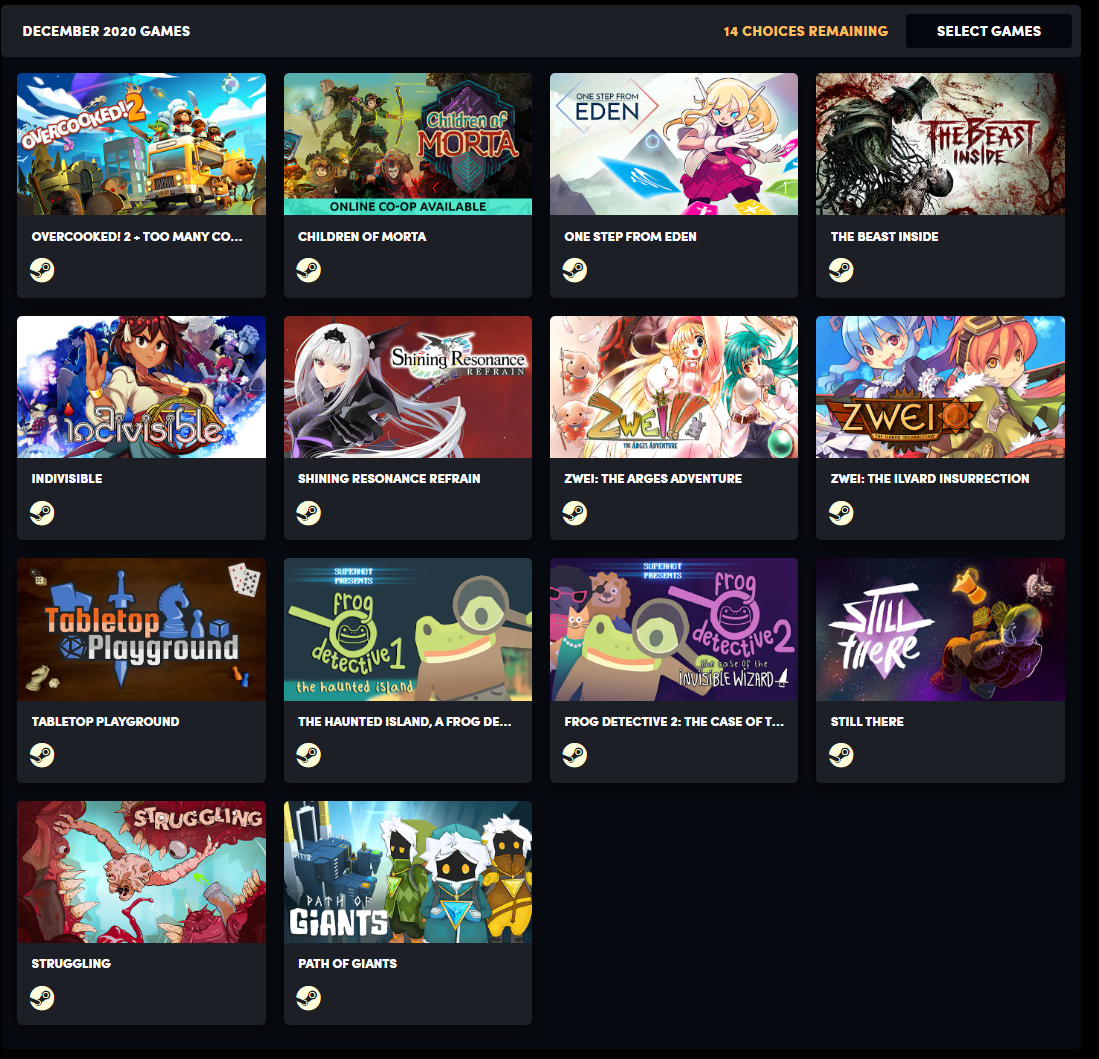 DECEMBER 2020 GAMES
14 CHOICES REMAINING
SELECT GAMES
OVERCOOKED! 2
Children of
MORTA
ONLINE CO-OP AVAILABLE
ONE STEP FROM
EDEN
THE BEAST
INSIDE
OVERCOOKED! 2 + TOO MANY CO...
CHILDREN OF MORTA
ONE STEP FROM EDEN
THE BEAST INSIDE
indivisible
Shining Resonance
REFRAIN
ZWEI!!
THE ARGES ADVENTURE
ZWEI
THE ILVARD INSURRECTION
INDIVISIBLE
SHINING RESONANCE REFRAIN
ZWEI: THE ARGES ADVENTURE
ZWEI: THE ILVARD INSURRECTION
Tabletop
Playground
SUPERHOT
PRESENTS
frog
detective 1
the haunted island
SUPERHOT
PRESENTS
frog
detective 2
the case of the
INVISIBLE WIZARD
STILL
THERE
TABLETOP PLAYGROUND
THE HAUNTED ISLAND, A FROG DE...
FROG DETECTIVE 2: THE CASE OF T...
STILL THERE
STRUGGLING
PATH OF
GIANTS
STRUGGLING
PATH OF GIANTS